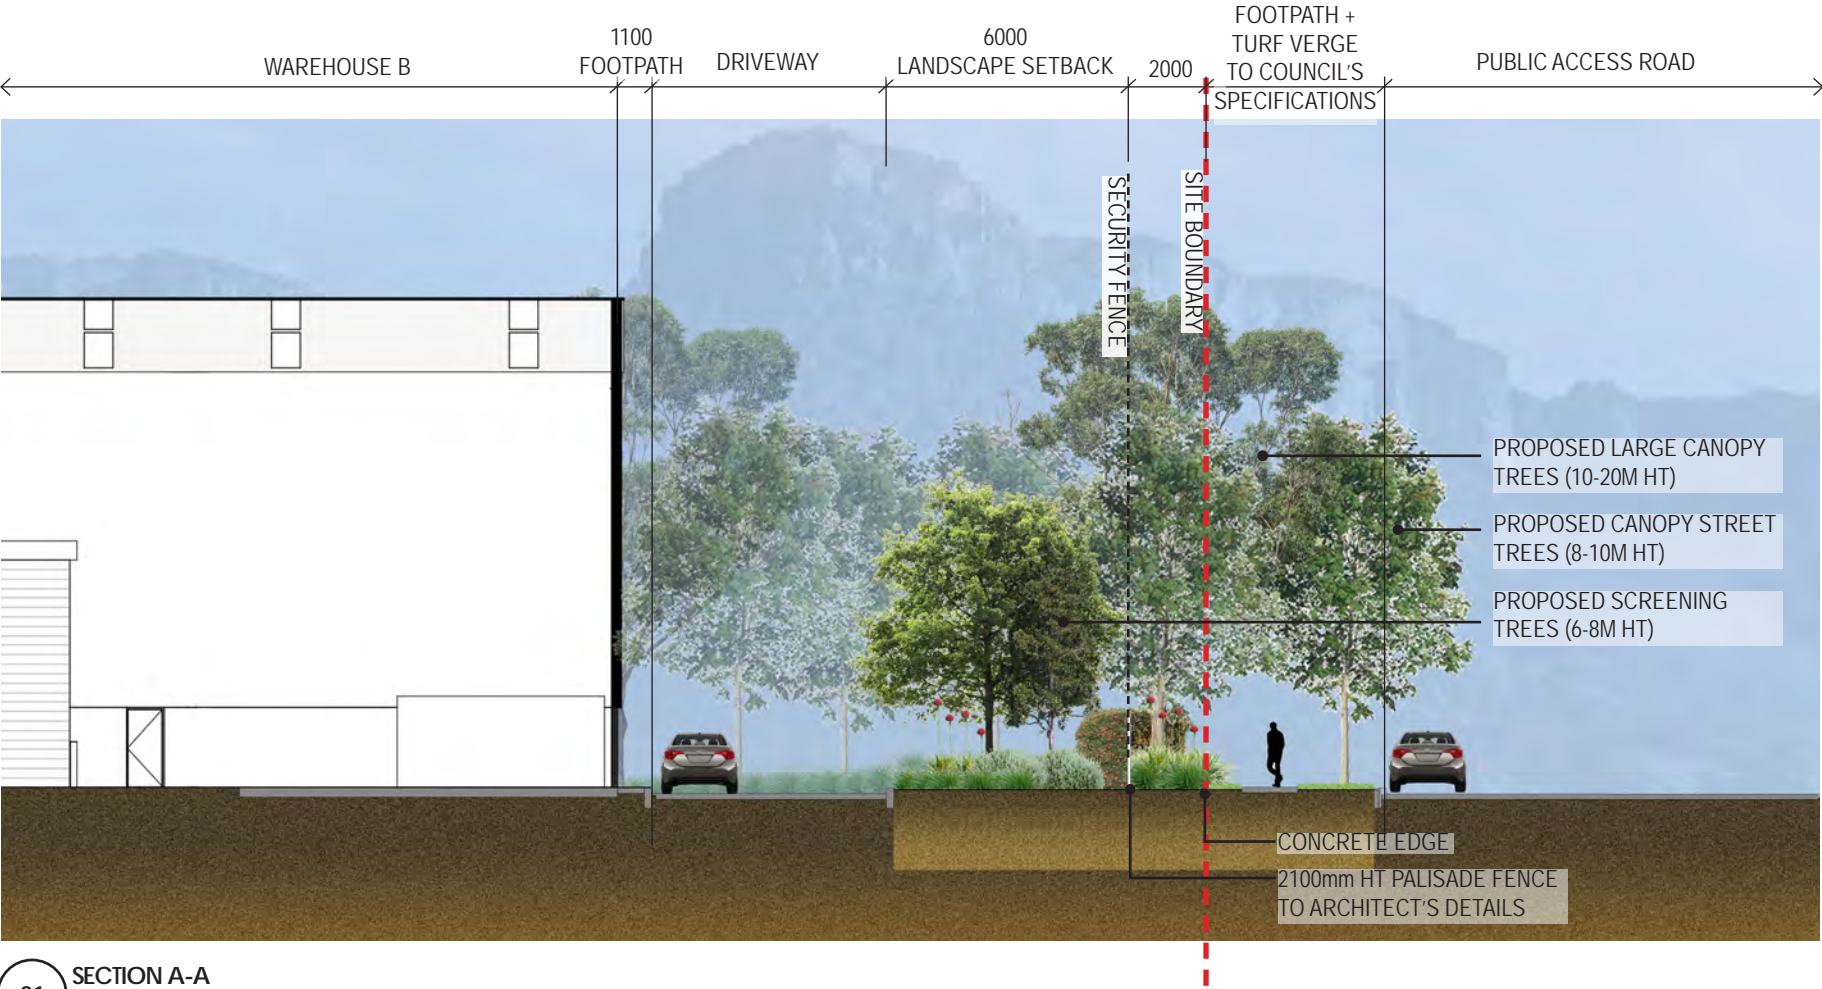 WAREHOUSE B
1100
FOOTPATH
DRIVEWAY
6000
LANDSCAPE SETBACK
2000
FOOTPATH +
TURF VERGE
TO COUNCIL'S
SPECIFICATIONS
PUBLIC ACCESS ROAD
SECURITY FENCE
SITE BOUNDARY
PROPOSED LARGE CANOPY
TREES (10-20M HT)
PROPOSED CANOPY STREET
TREES (8-10M HT)
PROPOSED SCREENING
TREES (6-8M HT)
CONCRETE EDGE
2100mm HT PALISADE FENCE
TO ARCHITECT'S DETAILS
SECTION A-A